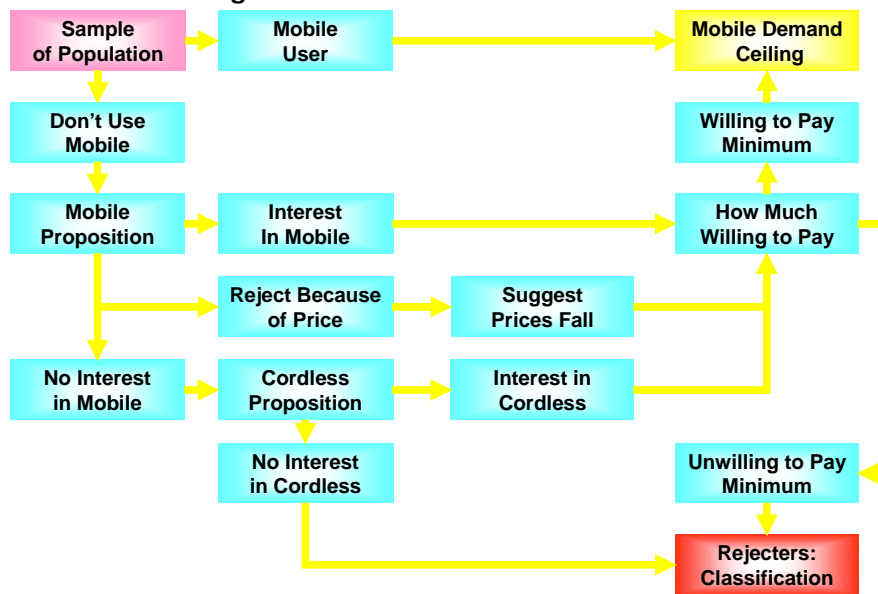 Sample
of Population
Mobile
User
Mobile Demand
Ceiling
Don't Use
Mobile
Willing to Pay
Minimum
Mobile
Proposition
Interest
In Mobile
How Much
Willing to Pay
Reject Because
of Price
Suggest
Prices Fall
No Interest
in Mobile
Cordless
Proposition
Interest in
Cordless
No Interest
in Cordless
Unwilling to Pay
Minimum
Rejecters:
Classification